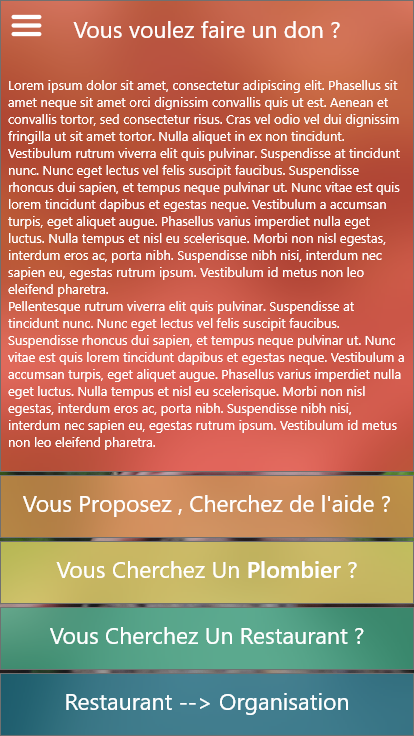 Vous voulez faire un don ?
Lorem ipsum dolor sit amet, consectetur adipiscing elit. Phasellus sit
amet neque sit amet orci dignissim convallis quis ut est. Aenean et
convallis tortor, sed consectetur risus. Cras vel odio vel dui dignissim
fringilla ut sit amet tortor. Nulla aliquet in ex non tincidunt.
Vestibulum rutrum viverra elit quis pulvinar. Suspendisse at tincidunt
nunc. Nunc eget lectus vel felis suscipit faucibus. Suspendisse
rhoncus dui sapien, et tempus neque pulvinar ut. Nunc vitae est quis
lorem tincidunt dapibus et egestas neque. Vestibulum a accumsan
turpis, eget aliquet augue. Phasellus varius imperdiet nulla eget
luctus. Nulla tempus et nisl eu scelerisque. Morbi non nisl egestas,
interdum eros ac, porta nibh. Suspendisse nibh nisi, interdum nec
sapien eu, egestas rutrum ipsum. Vestibulum id metus non leo
eleifend pharetra.
Pellentesque rutrum viverra elit quis pulvinar. Suspendisse at
tincidunt nunc. Nunc eget lectus vel felis suscipit faucibus.
Suspendisse rhoncus dui sapien, et tempus neque pulvinar ut. Nunc
vitae est quis lorem tincidunt dapibus et egestas neque. Vestibulum a
accumsan turpis, eget aliquet augue. Phasellus varius imperdiet nulla
eget luctus. Nulla tempus et nisl eu scelerisque. Morbi non nisl
egestas, interdum eros ac, porta nibh. Suspendisse nibh nisi,
interdum nec sapien eu, egestas rutrum ipsum. Vestibulum id metus
non leo eleifend pharetra.
Vous Proposez , Cherchez de l'aide ?
Vous Cherchez Un Plombier ?
Vous Cherchez Un Restaurant ?
Restaurant --> Organisation